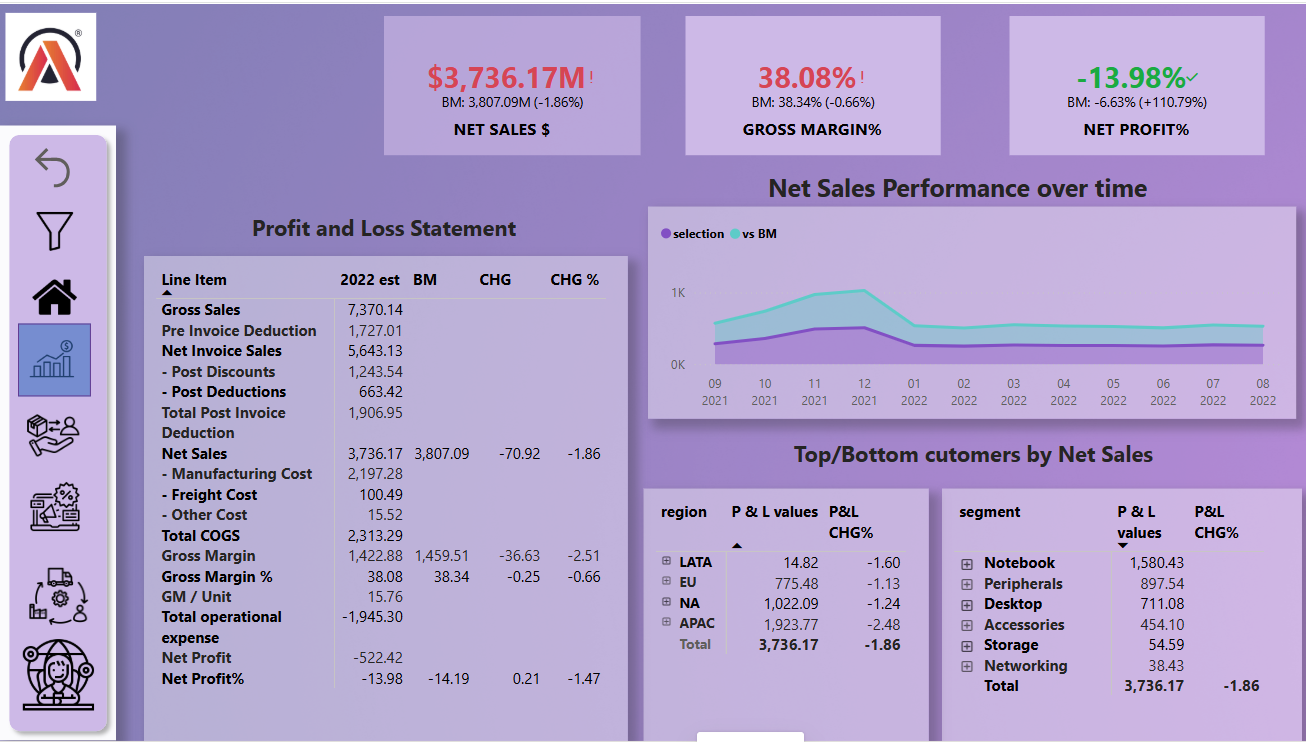 ®
$3,736.17M!
BM: 3,807.09M (-1.86%)
NET SALES $
38.08%!
BM: 38.34% (-0.66%)
GROSS MARGIN%
-13.98%✓
BM: -6.63% (+110.79%)
NET PROFIT%
Profit and Loss Statement
Line Item 2022 est BM CHG CHG %
Gross Sales 7,370.14
Pre Invoice Deduction 1,727.01
Net Invoice Sales 5,643.13
- Post Discounts 1,243.54
- Post Deductions 663.42
Total Post Invoice 1,906.95
Deduction
Net Sales 3,736.17 3,807.09 -70.92 -1.86
- Manufacturing Cost 2,197.28
- Freight Cost 100.49
- Other Cost 15.52
Total COGS 2,313.29
Gross Margin 1,422.88 1,459.51 -36.63 -2.51
Gross Margin % 38.08 38.34 -0.25 -0.66
GM / Unit 15.76
Total operational -1,945.30
expense
Net Profit -522.42
Net Profit% -13.98 -14.19 0.21 -1.47
Net Sales Performance over time
selection vs BM
1K
0K
09 10 11 12 01 02 03 04 05 06 07 08
2021 2021 2021 2021 2022 2022 2022 2022 2022 2022 2022 2022
Top/Bottom cutomers by Net Sales
region P & L values P&L
CHG%
LATA 14.82 -1.60
EU 775.48 -1.13
NA 1,022.09 -1.24
APAC 1,923.77 -2.48
Total 3,736.17 -1.86
segment P & L P&L
values CHG%
Notebook 1,580.43
Peripherals 897.54
Desktop 711.08
Accessories 454.10
Storage 54.59
Networking 38.43
Total 3,736.17 -1.86